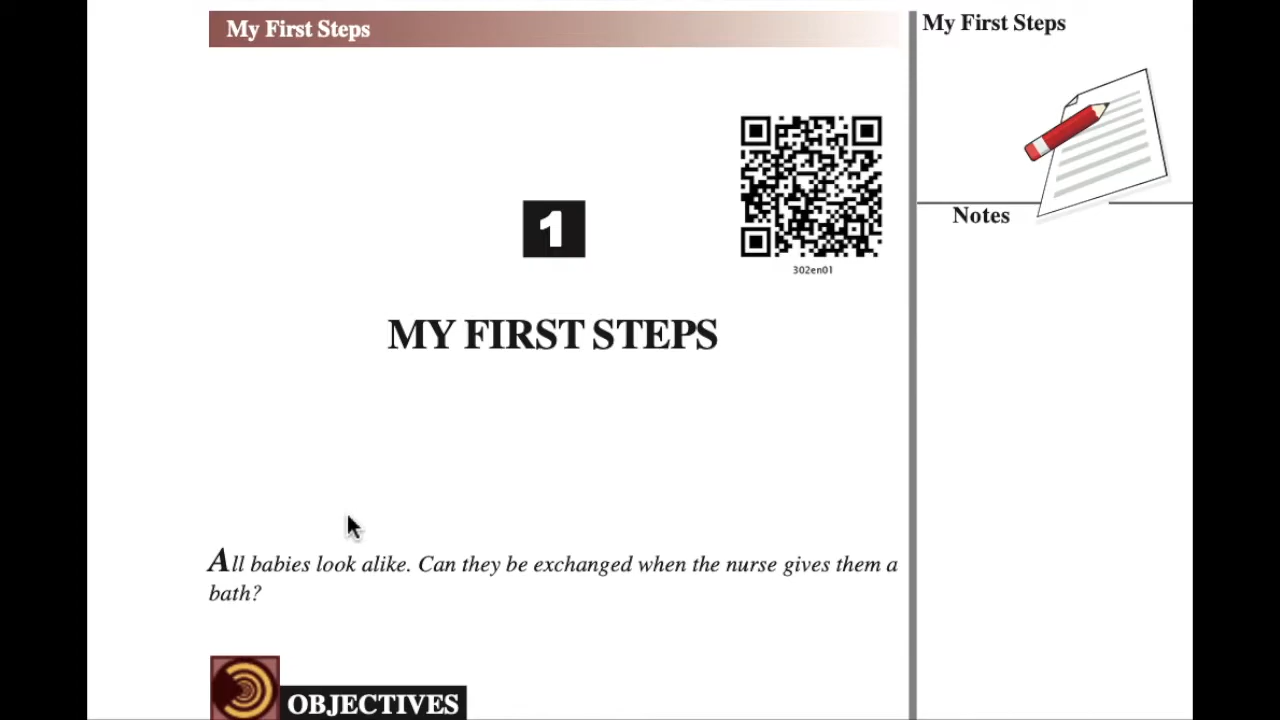 My First Steps
My First Steps
Notes
1
302en01
MY FIRST STEPS
All babies look alike. Can they be exchanged when the nurse gives them a
bath?
OBJECTIVES